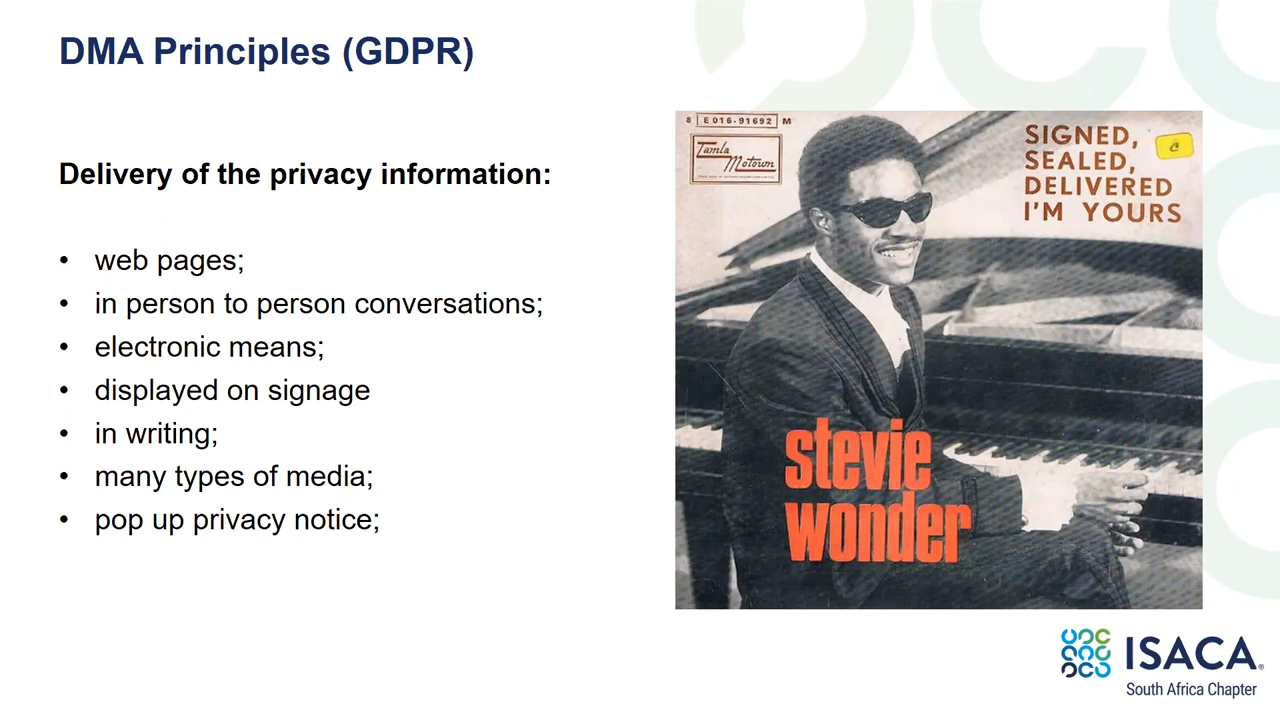 DMA Principles (GDPR)
Delivery of the privacy information:
• web pages;
• in person to person conversations;
• electronic means;
• displayed on signage
• in writing;
• many types of media;
• pop up privacy notice;
8 E016-91692 M
Tamla
Motown
SIGNED,
SEALED,
DELIVERED
I'M YOURS
C
stevie
wonder
ISACA®
South Africa Chapter